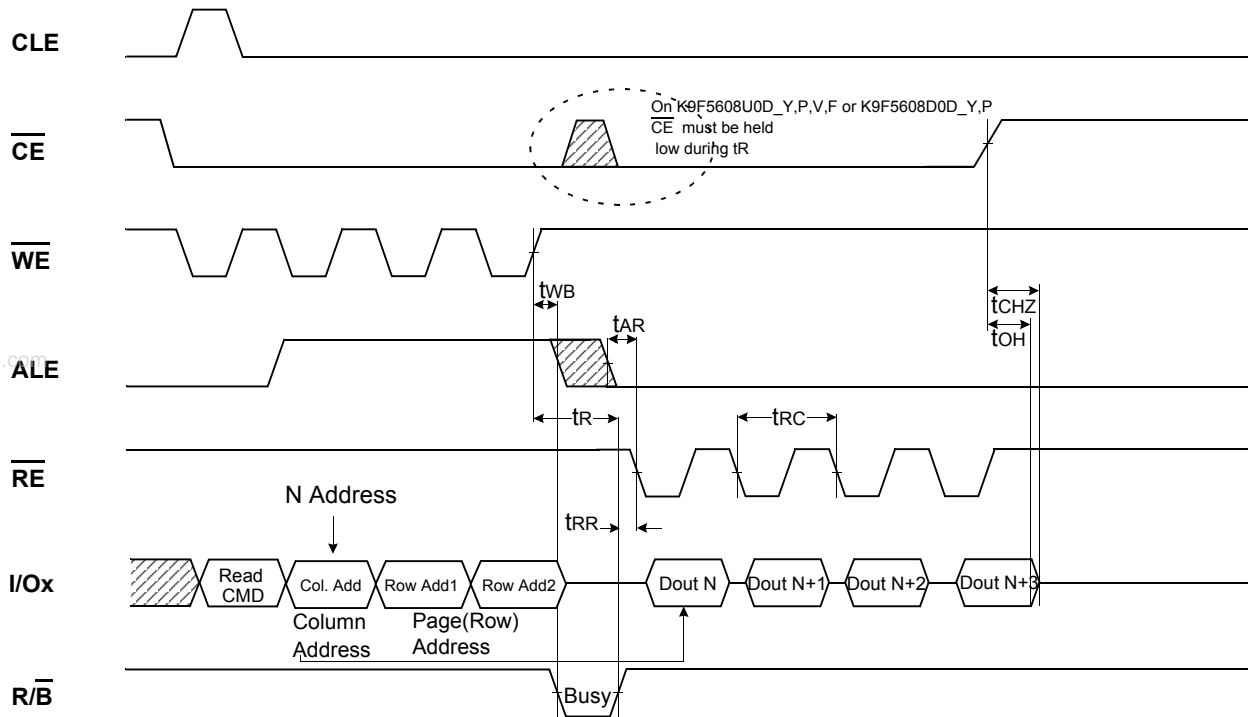 CLE
On K9F5608U0D_Y,P,V,F or K9F5608D0D_Y,P
CE must be held
low during tR
CE
WE
tWB
tCHZ
tAR
tOH
.com
ALE
tR
tRC
RE
N Address
tRR
I/Ox
Read
CMD
Col. Add
Row Add1
Row Add2
Dout N
Dout N+1
Dout N+2
Dout N+3
Column
Address
Page(Row)
Address
R/B
Busy